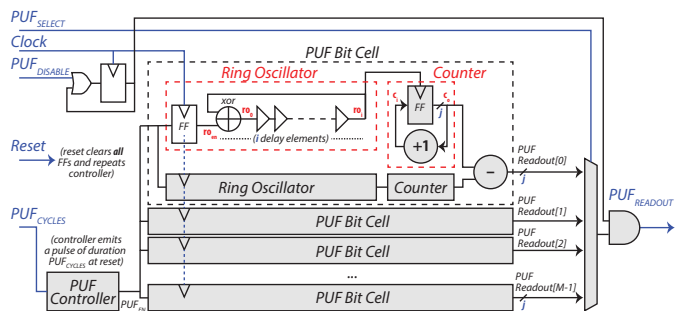 PUF_SELECT
Clock
PUF_DISABLE
PUF Bit Cell
Ring Oscillator
Counter
xor
FF
ro_en
ro_0
ro_i
(i delay elements)
c_i
c_o
FF
j
+1
Reset
(reset clears all
FFs and repeats
controller)
Ring Oscillator
Counter
–
PUF
Readout[0]
j
PUF_READOUT
PUF_CYCLES
(controller emits
a pulse of duration
PUF_CYCLES at reset)
PUF Bit Cell
PUF
Readout[1]
PUF Bit Cell
PUF
Readout[2]
...
PUF
Controller
PUF_EN
PUF Bit Cell
PUF
Readout[M-1]
j